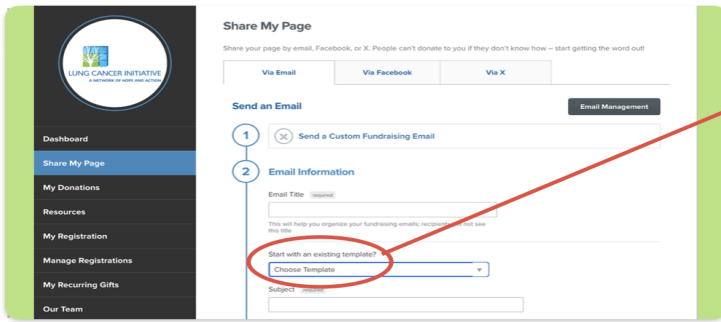 Share My Page
Share your page by email, Facebook, or X. People can't donate to you if they don't know how – start getting the word out!
LUNG CANCER INITIATIVE
A NETWORK OF HOPE AND ACTION
Via Email
Via Facebook
Via X
Send an Email
Email Management
1
Send a Custom Fundraising Email
Dashboard
Share My Page
My Donations
Resources
My Registration
Manage Registrations
My Recurring Gifts
Our Team
2
Email Information
Email Title required
This will help you organize your fundraising emails; recipients not see
this title
Start with an existing template?
Choose Template
Subject required